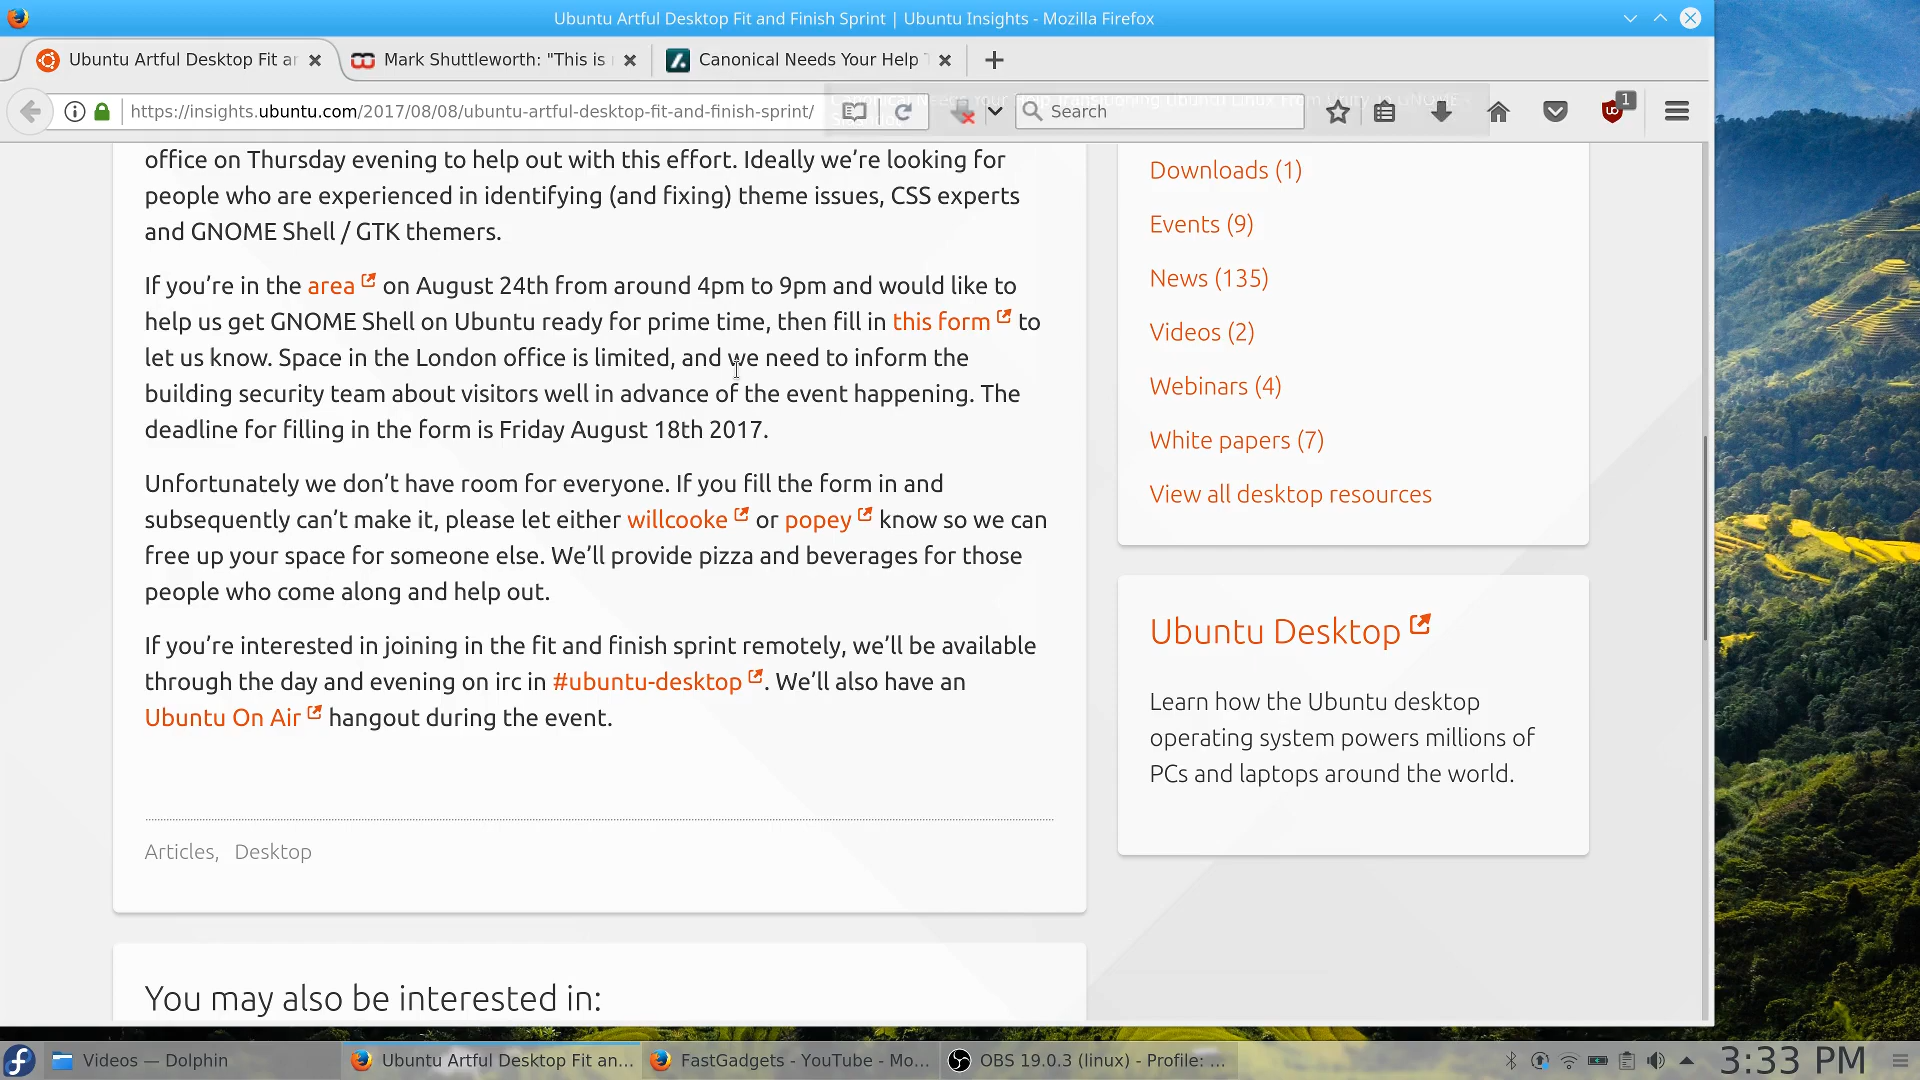 Ubuntu Artful Desktop Fit and Finish Sprint | Ubuntu Insights - Mozilla Firefox
Ubuntu Artful Desktop Fit ar
Mark Shuttleworth: "This is
Canonical Needs Your Help T
https://insights.ubuntu.com/2017/08/08/ubuntu-artful-desktop-fit-and-finish-sprint/
Canonical Needs Your Help Transitioning Ubuntu Linux From Unity To GNOME
Search
1
office on Thursday evening to help out with this effort. Ideally we’re looking for
people who are experienced in identifying (and fixing) theme issues, CSS experts
and GNOME Shell / GTK themers.
If you’re in the area on August 24th from around 4pm to 9pm and would like to
help us get GNOME Shell on Ubuntu ready for prime time, then fill in this form to
let us know. Space in the London office is limited, and we need to inform the
building security team about visitors well in advance of the event happening. The
deadline for filling in the form is Friday August 18th 2017.
Unfortunately we don’t have room for everyone. If you fill the form in and
subsequently can’t make it, please let either willcooke or popey know so we can
free up your space for someone else. We’ll provide pizza and beverages for those
people who come along and help out.
If you’re interested in joining in the fit and finish sprint remotely, we’ll be available
through the day and evening on irc in #ubuntu-desktop. We’ll also have an
Ubuntu On Air hangout during the event.
Articles, Desktop
You may also be interested in:
Downloads (1)
Events (9)
News (135)
Videos (2)
Webinars (4)
White papers (7)
View all desktop resources
Ubuntu Desktop
Learn how the Ubuntu desktop
operating system powers millions of
PCs and laptops around the world.
Videos — Dolphin
Ubuntu Artful Desktop Fit an...
FastGadgets - YouTube - Mo...
OBS 19.0.3 (linux) - Profile: ...
3:33 PM